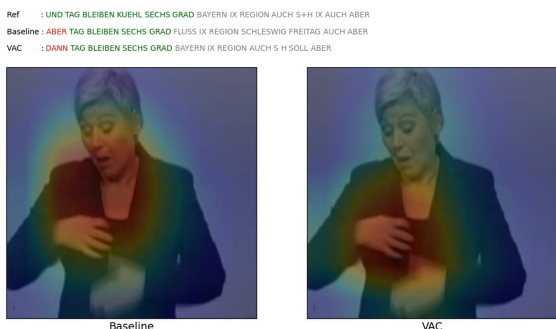 Ref : UND TAG BLEIBEN KUEHL SECHS GRAD BAYERN IX REGION AUCH S+H IX AUCH ABER
Baseline : ABER TAG BLEIBEN SECHS GRAD FLUSS IX REGION SCHLESWIG FREITAG AUCH ABER
VAC : DANN TAG BLEIBEN SECHS GRAD BAYERN IX REGION AUCH S H SOLL ABER
Baseline VAC